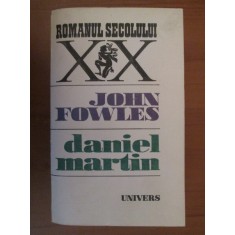 ROMANUL SECOLULUI
XX
JOHN
FOWLES
daniel
martin
UNIVERS